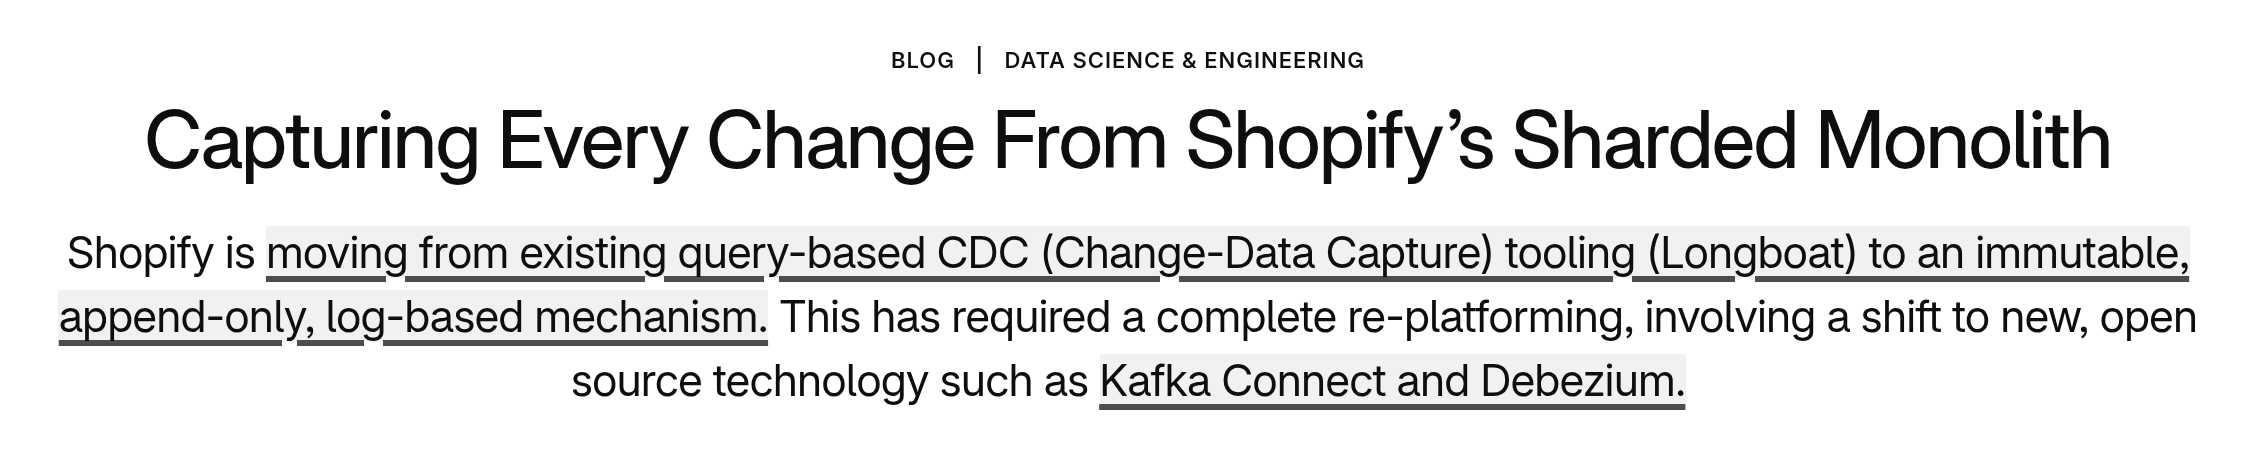 BLOG | DATA SCIENCE & ENGINEERING
Capturing Every Change From Shopify’s Sharded Monolith
Shopify is moving from existing query-based CDC (Change-Data Capture) tooling (Longboat) to an immutable,
append-only, log-based mechanism. This has required a complete re-platforming, involving a shift to new, open
source technology such as Kafka Connect and Debezium.